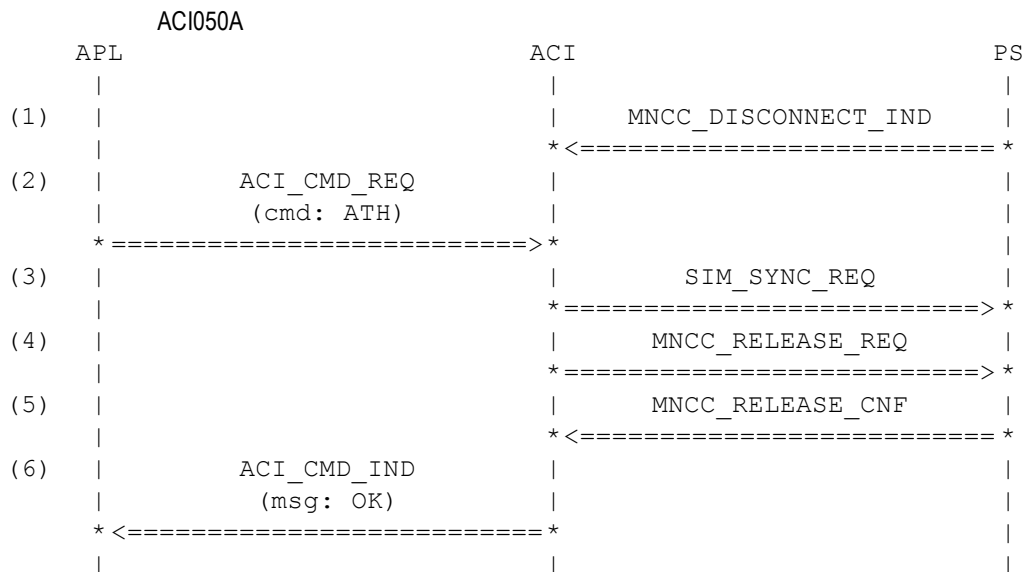 ACI050A
APL ACI PS
| | |
(1) | | MNCC_DISCONNECT_IND |
| *<==========================*
(2) | ACI_CMD_REQ | |
| (cmd: ATH) | |
*==========================>* |
(3) | | SIM_SYNC_REQ |
| *==========================>*
(4) | | MNCC_RELEASE_REQ |
| *==========================>*
(5) | | MNCC_RELEASE_CNF |
| *<==========================*
(6) | ACI_CMD_IND | |
| (msg: OK) | |
*<==========================* |
| | |